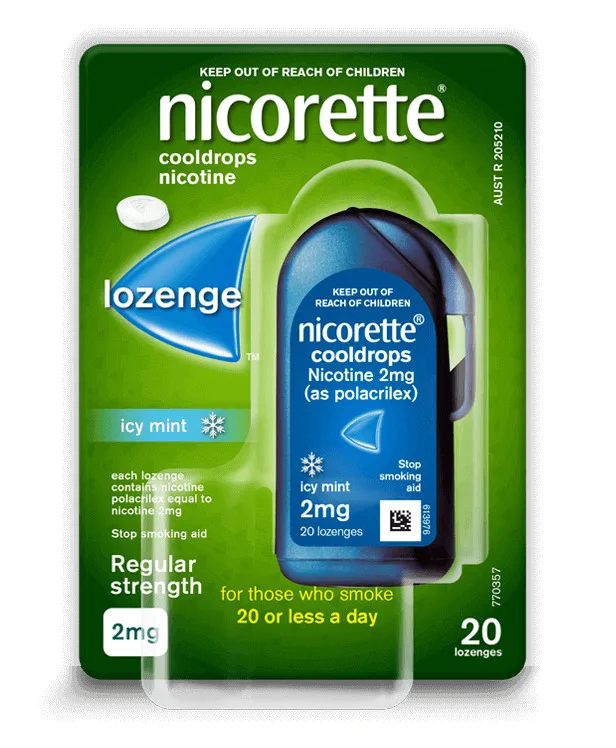 KEEP OUT OF REACH OF CHILDREN
nicorette®
cooldrops
nicotine
AUST R 205210
lozenge
TM
icy mint
each lozenge
contains nicotine
polacrilex equal to
nicotine 2mg
Stop smoking aid
Regular
strength
2mg
KEEP OUT OF
REACH OF CHILDREN
nicorette®
cooldrops
Nicotine 2mg
(as polacrilex)
icy mint
2mg
20 lozenges
Stop
smoking
aid
613976
for those who smoke
20 or less a day
770357
20
lozenges